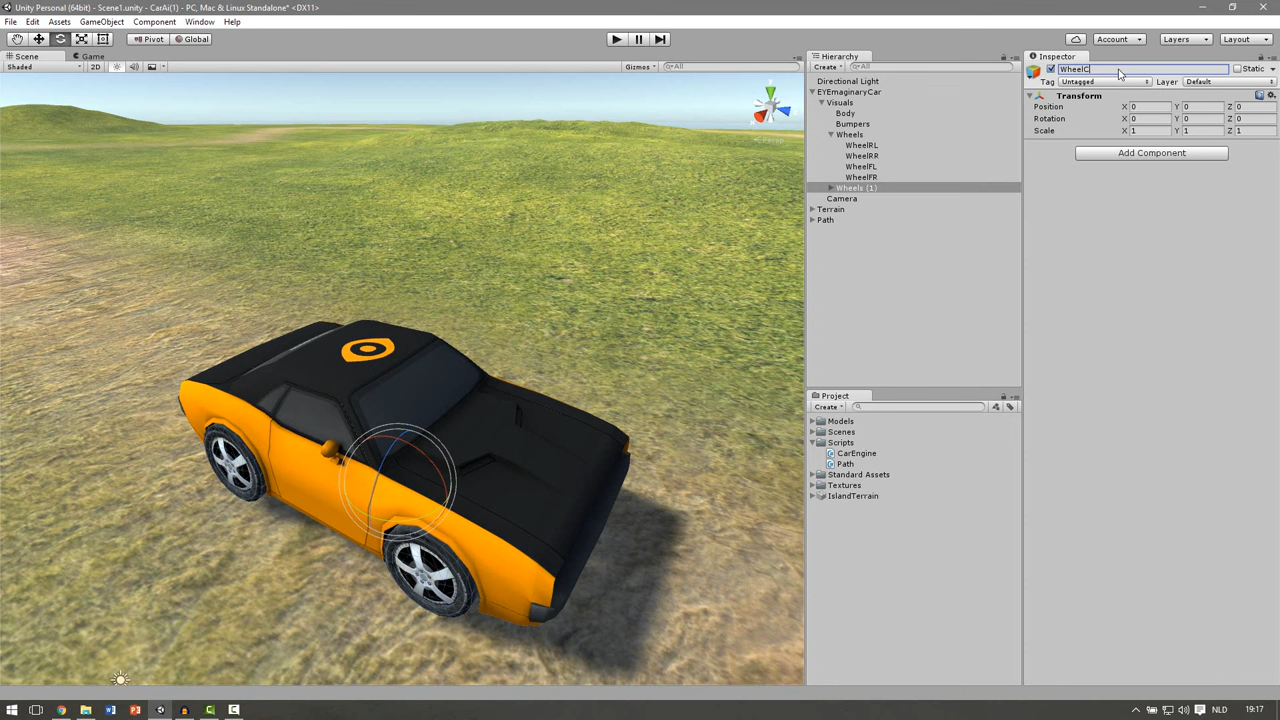 Unity Personal (64bit) - Scene1.unity - CarAi(1) - PC, Mac & Linux Standalone* <DX11>
File Edit Assets GameObject Component Window Help
Pivot Global Account Layers Layout
Scene Game
Shaded 2D Gizmos All
Persp
Hierarchy
Create All
Directional Light
EYEmaginaryCar
Visuals
Body
Bumpers
Wheels
WheelRL
WheelRR
WheelFL
WheelFR
Wheels (1)
Camera
Terrain
Path
Project
Create
Models
Scenes
Scripts
CarEngine
Path
Standard Assets
Textures
IslandTerrain
Inspector
WheelC Static
Tag Untagged Layer Default
Transform
Position X 0 Y 0 Z 0
Rotation X 0 Y 0 Z 0
Scale X 1 Y 1 Z 1
Add Component
NLD 19:17